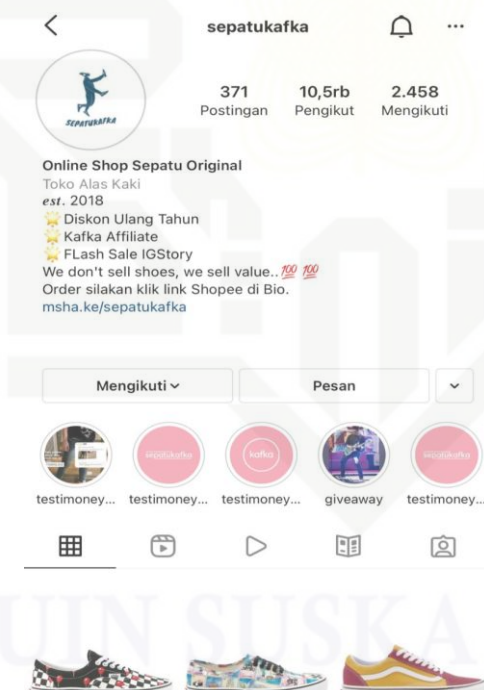 sepatukafka
371 10,5rb 2.458
Postingan Pengikut Mengikuti
SEPATUKAFKA
Online Shop Sepatu Original
Toko Alas Kaki
est. 2018
🌟 Diskon Ulang Tahun
🌟 Kafka Affiliate
🌟 FLash Sale IGStory
We don't sell shoes, we sell value..💯 💯
Order silakan klik link Shopee di Bio.
msha.ke/sepatukafka
Mengikuti Pesan
sepatukafka kafka sepatukafka
testimoney... testimoney... testimoney... giveaway testimoney...
UIN SUSKA